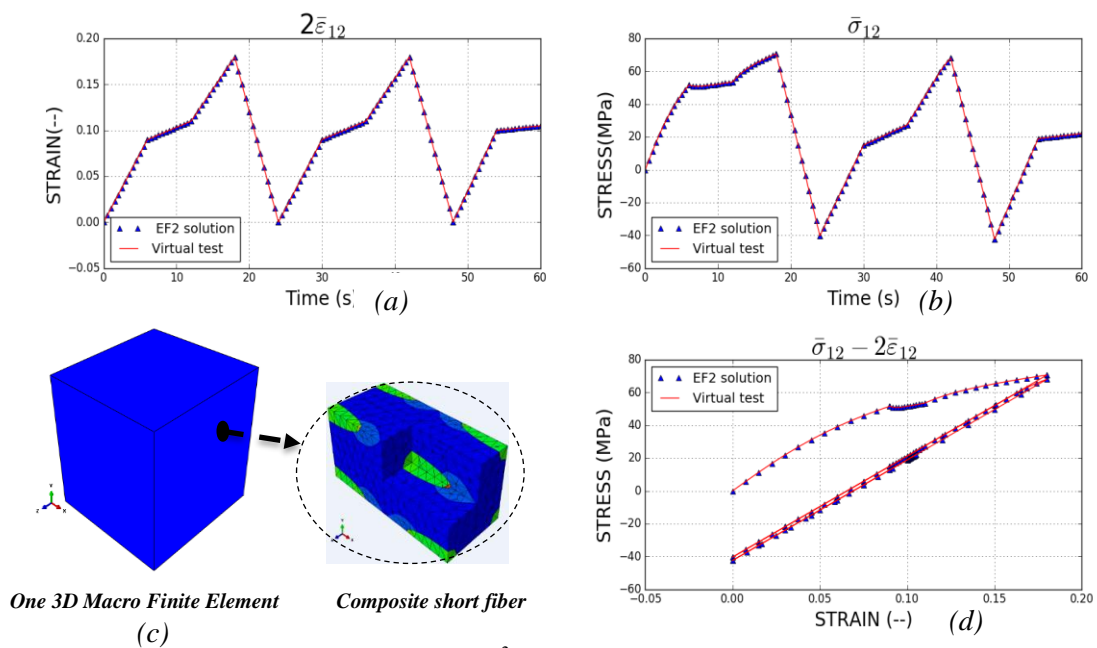 2ε̄₁₂
STRAIN(--)
0.20
0.15
0.10
0.05
0.00
−0.05
EF2 solution
Virtual test
0 10 20 30 40 50 60
Time (s)
(a)
σ̄₁₂
STRESS(MPa)
80
60
40
20
0
−20
−40
−60
EF2 solution
Virtual test
0 10 20 30 40 50 60
Time (s)
(b)
Y
Z X
Y
One 3D Macro Finite Element
Composite short fiber
(c)
σ̄₁₂ − 2ε̄₁₂
STRESS (MPa)
80
60
40
20
0
−20
−40
−60
EF2 solution
Virtual test
−0.05 0.00 0.05 0.10 0.15 0.20
STRAIN (--)
(d)